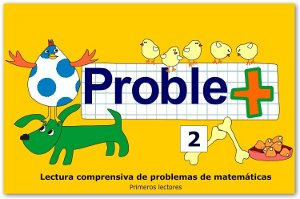 Proble+
2
Lectura comprensiva de problemas de matemáticas
Primeros lectores